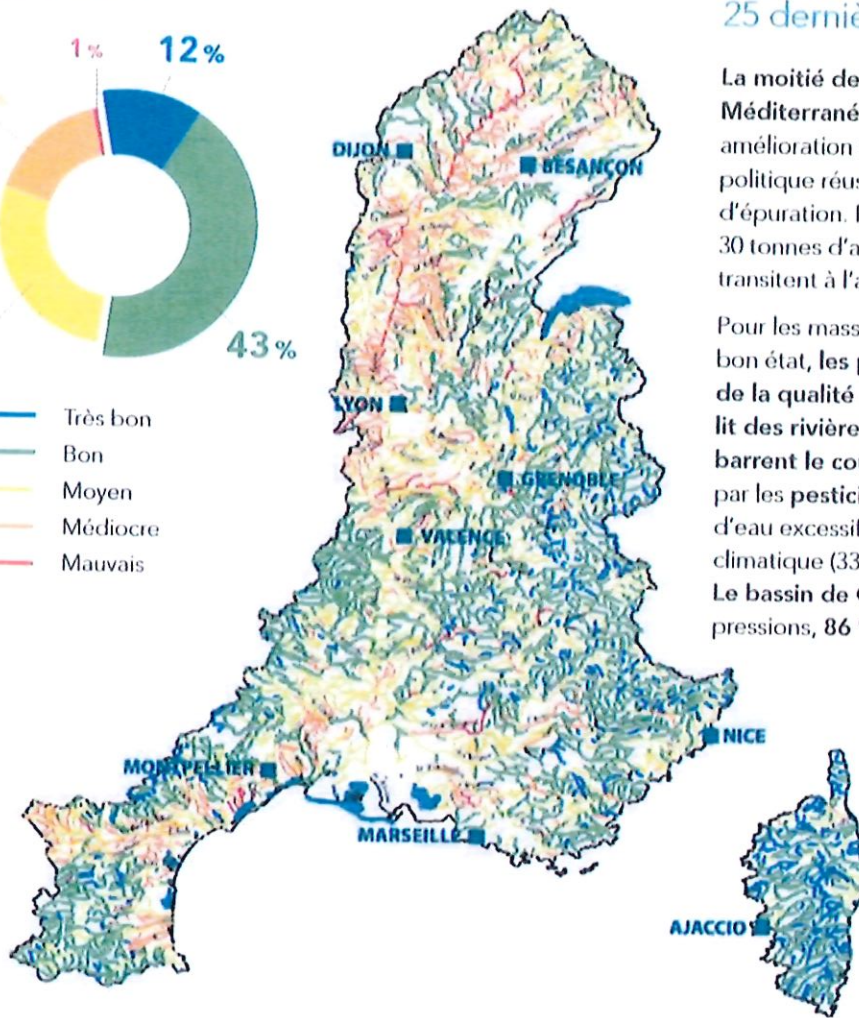 1%
12%
43%
Très bon
Bon
Moyen
Médiocre
Mauvais
DIJON
BESANÇON
LYON
GRENOBLE
VALENCE
MONTPELLIER
MARSEILLE
NICE
AJACCIO
25 derniè
La moitié de
Méditerrané
amélioration
politique réus
d'épuration.
30 tonnes d'a
transitent à l'a
Pour les mass
bon état, les p
de la qualité
lit des rivière
barrent le cou
par les pestici
d'eau excessif
climatique (33
Le bassin de
pressions, 86